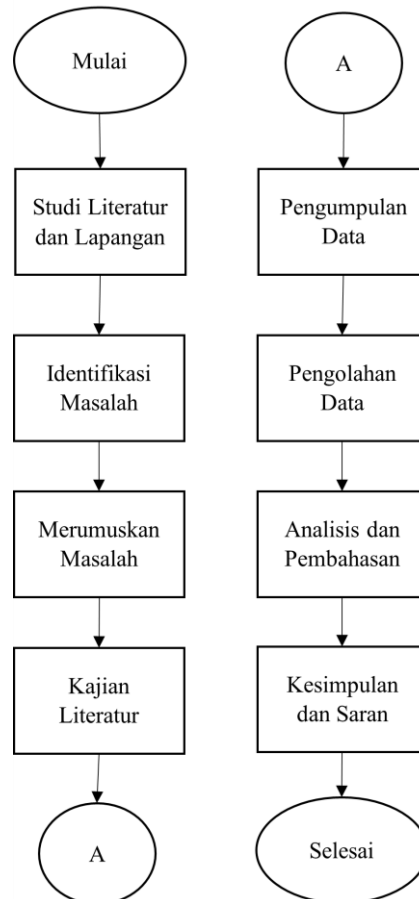 Mulai
Studi Literatur
dan Lapangan
Identifikasi
Masalah
Merumuskan
Masalah
Kajian
Literatur
A
A
Pengumpulan
Data
Pengolahan
Data
Analisis dan
Pembahasan
Kesimpulan
dan Saran
Selesai